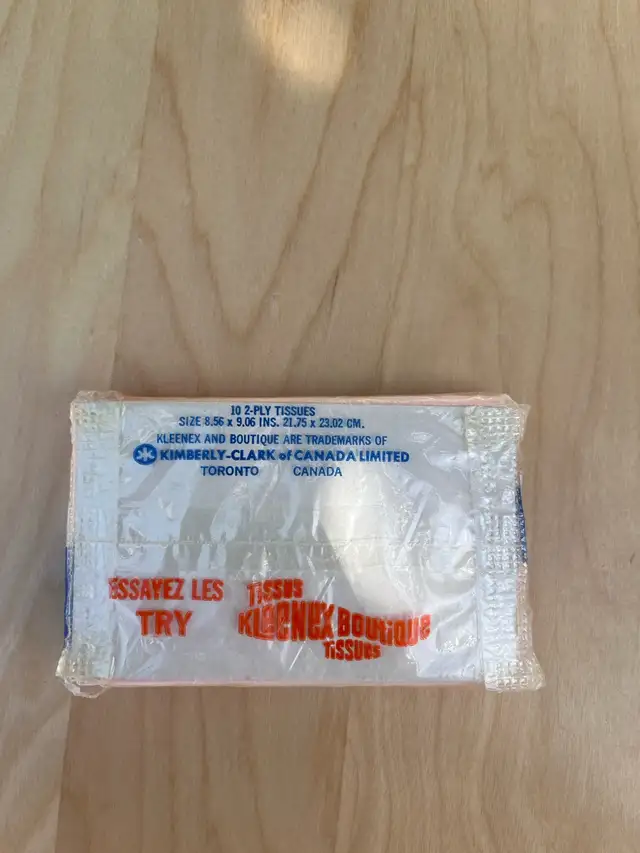 10 2-PLY TISSUES
SIZE 8.56 x 9.06 INS. 21.75 x 23.02 CM.
KLEENEX AND BOUTIQUE ARE TRADEMARKS OF
KIMBERLY-CLARK of CANADA LIMITED
TORONTO CANADA
ESSAYEZ LES
TRY
TISSUS
KLEENEX BOUTIQUE
TISSUES